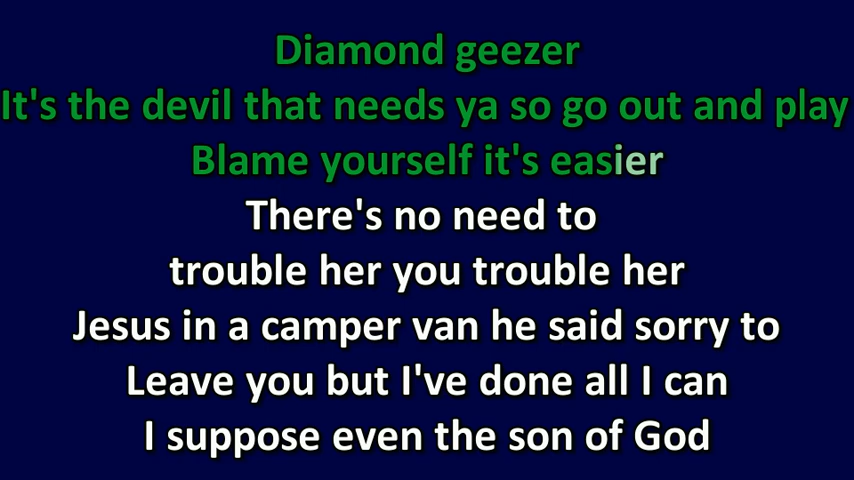 Diamond geezer
It's the devil that needs ya so go out and play
Blame yourself it's easier
There's no need to
trouble her you trouble her
Jesus in a camper van he said sorry to
Leave you but I've done all I can
I suppose even the son of God